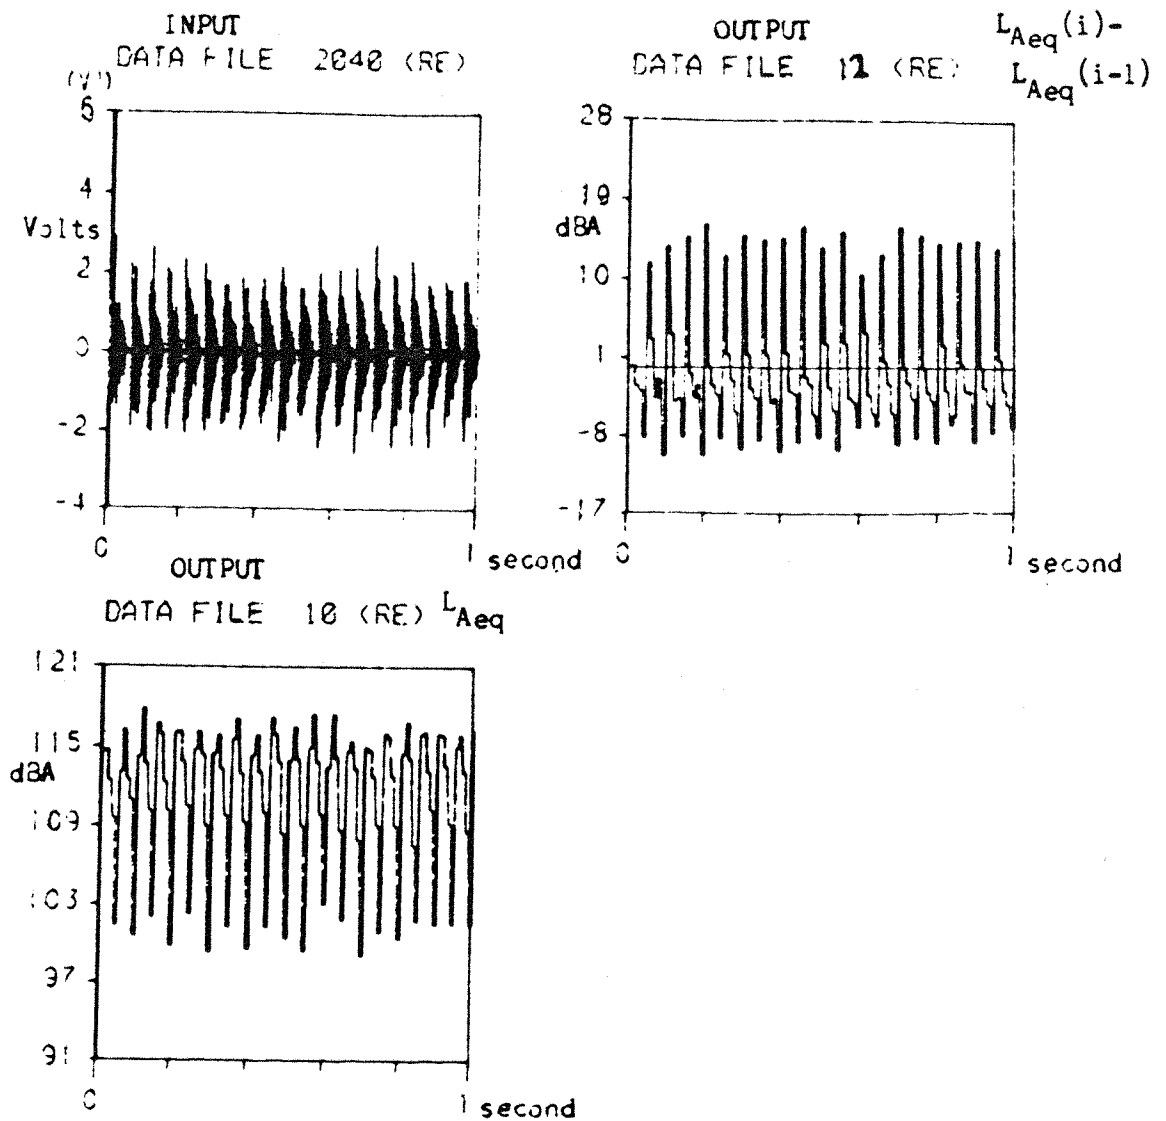 INPUT
DATA FILE 2040 (RE)
(V)
6
4
Volts
2
0
-2
-4
0
1 second
OUTPUT
DATA FILE 12 (RE)
LAeq(i)-
LAeq(i-1)
28
19
dBA
10
1
-8
-17
0
1 second
OUTPUT
DATA FILE 10 (RE) LAeq
121
115
dBA
109
103
97
91
0
1 second